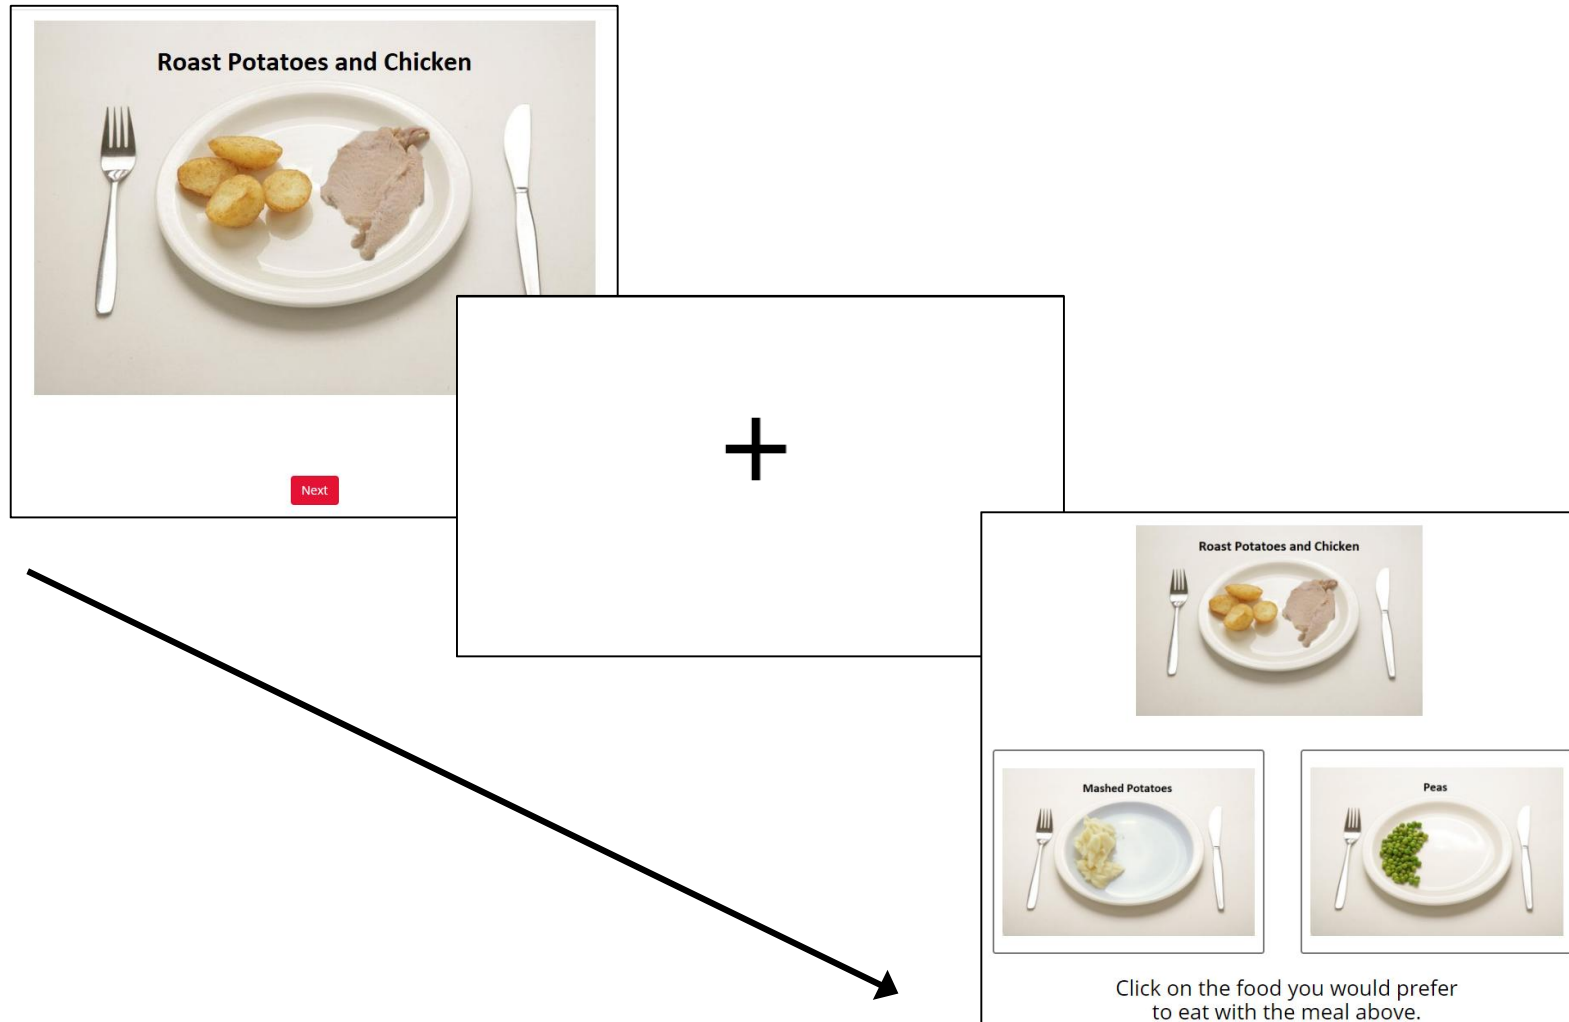 Roast Potatoes and Chicken
Next
Roast Potatoes and Chicken
Mashed Potatoes
Peas
Click on the food you would prefer
to eat with the meal above.